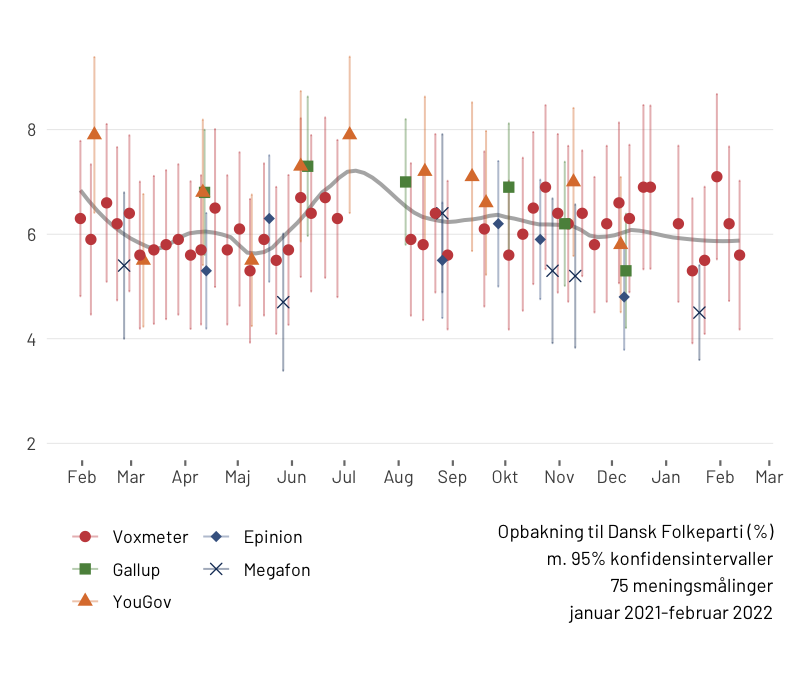 8
6
4
2
Feb Mar Apr Maj Jun Jul Aug Sep Okt Nov Dec Jan Feb Mar
Voxmeter Epinion
Gallup Megafon
YouGov
Opbakning til Dansk Folkeparti (%)
m. 95% konfidensintervaller
75 meningsmålinger
januar 2021-februar 2022